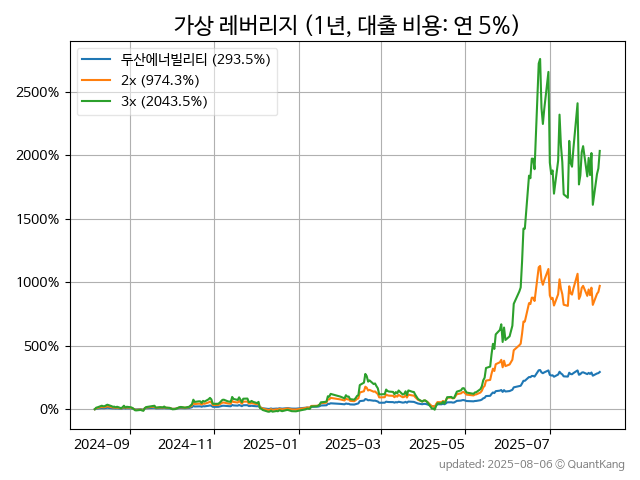 가상 레버리지 (1년, 대출 비용: 연 5%)
두산에너빌리티 (293.5%)
2x (974.3%)
3x (2043.5%)
2500%
2000%
1500%
1000%
500%
0%
2024-09 2024-11 2025-01 2025-03 2025-05 2025-07
updated: 2025-08-06 © QuantKang